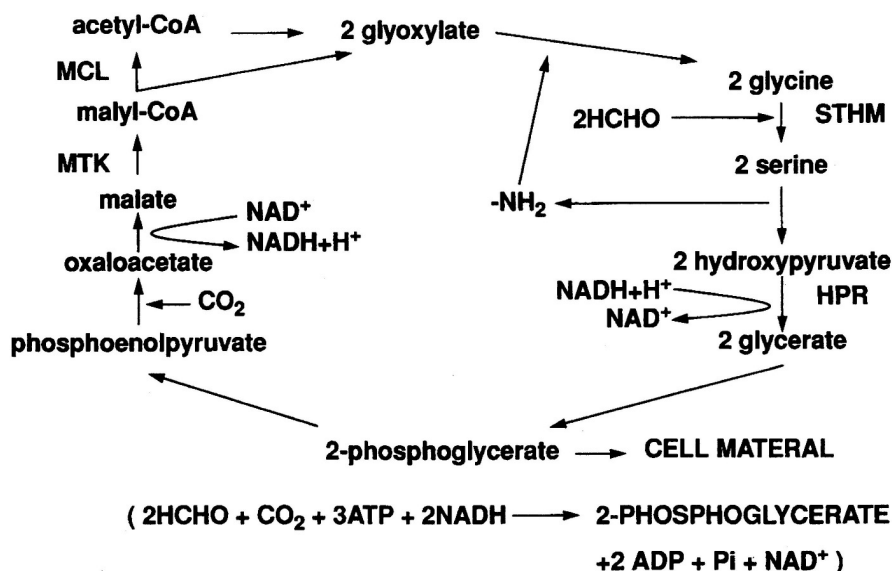 acetyl-CoA
2 glyoxylate
MCL
2 glycine
malyl-CoA
2HCHO
STHM
MTK
2 serine
malate
NAD+
-NH2
NADH+H+
oxaloacetate
2 hydroxypyruvate
CO2
NADH+H+
HPR
NAD+
phosphoenolpyruvate
2 glycerate
2-phosphoglycerate
CELL MATERAL
( 2HCHO + CO2 + 3ATP + 2NADH 2-PHOSPHOGLYCERATE
+2 ADP + Pi + NAD+ )